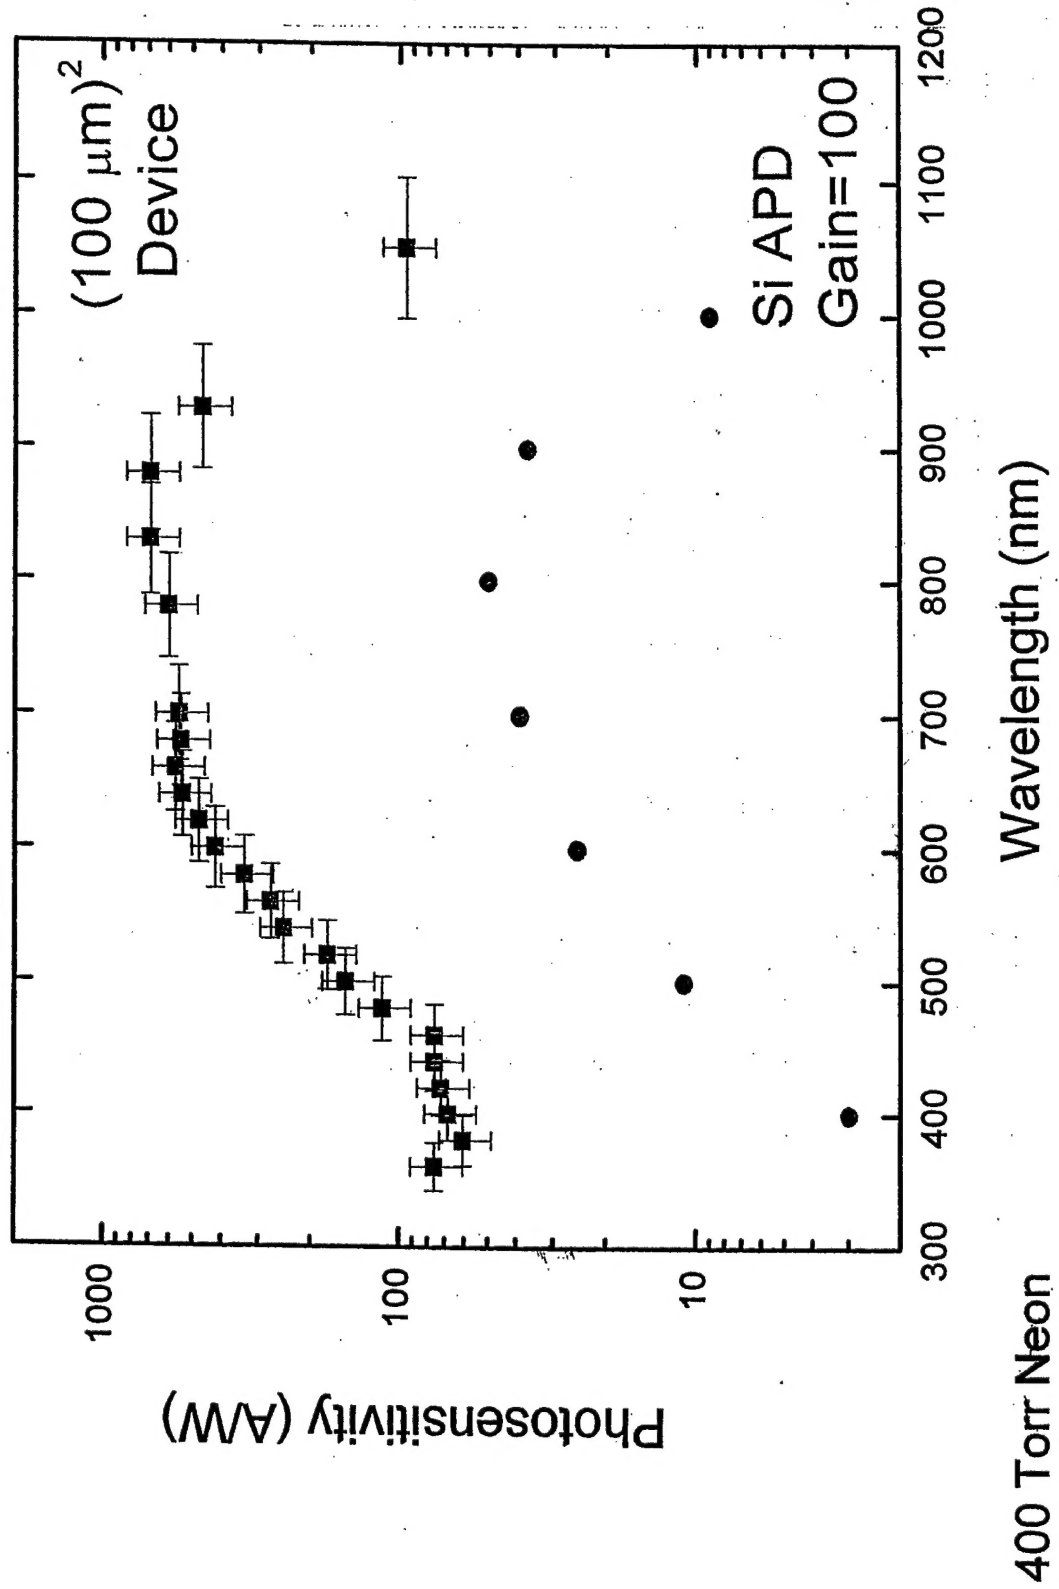 (100 μm)²
Device
Si APD
Gain=100
Photosensitivity (A/W)
1000
100
10
300 400 500 600 700 800 900 1000 1100 1200
Wavelength (nm)
400 Torr Neon